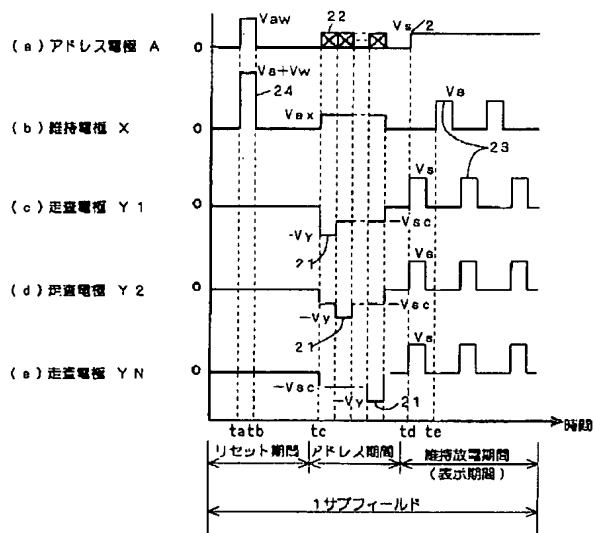 22
Vaw
Vs/2
(a) アドレス電極 A 0
Vs+Vw
24
Vax
Vs
(b) 維持電極 X 0
23
Vs
(c) 走査電極 Y1 0
-Vsc
-Vy
21
Vs
(d) 走査電極 Y2 0
-Vsc
-Vy
21
Vs
(e) 走査電極 YN 0
-Vsc
-Vy
21
ta tb tc td te 時間
リセット期間 アドレス期間 維持放電期間
(表示期間)
1サブフィールド